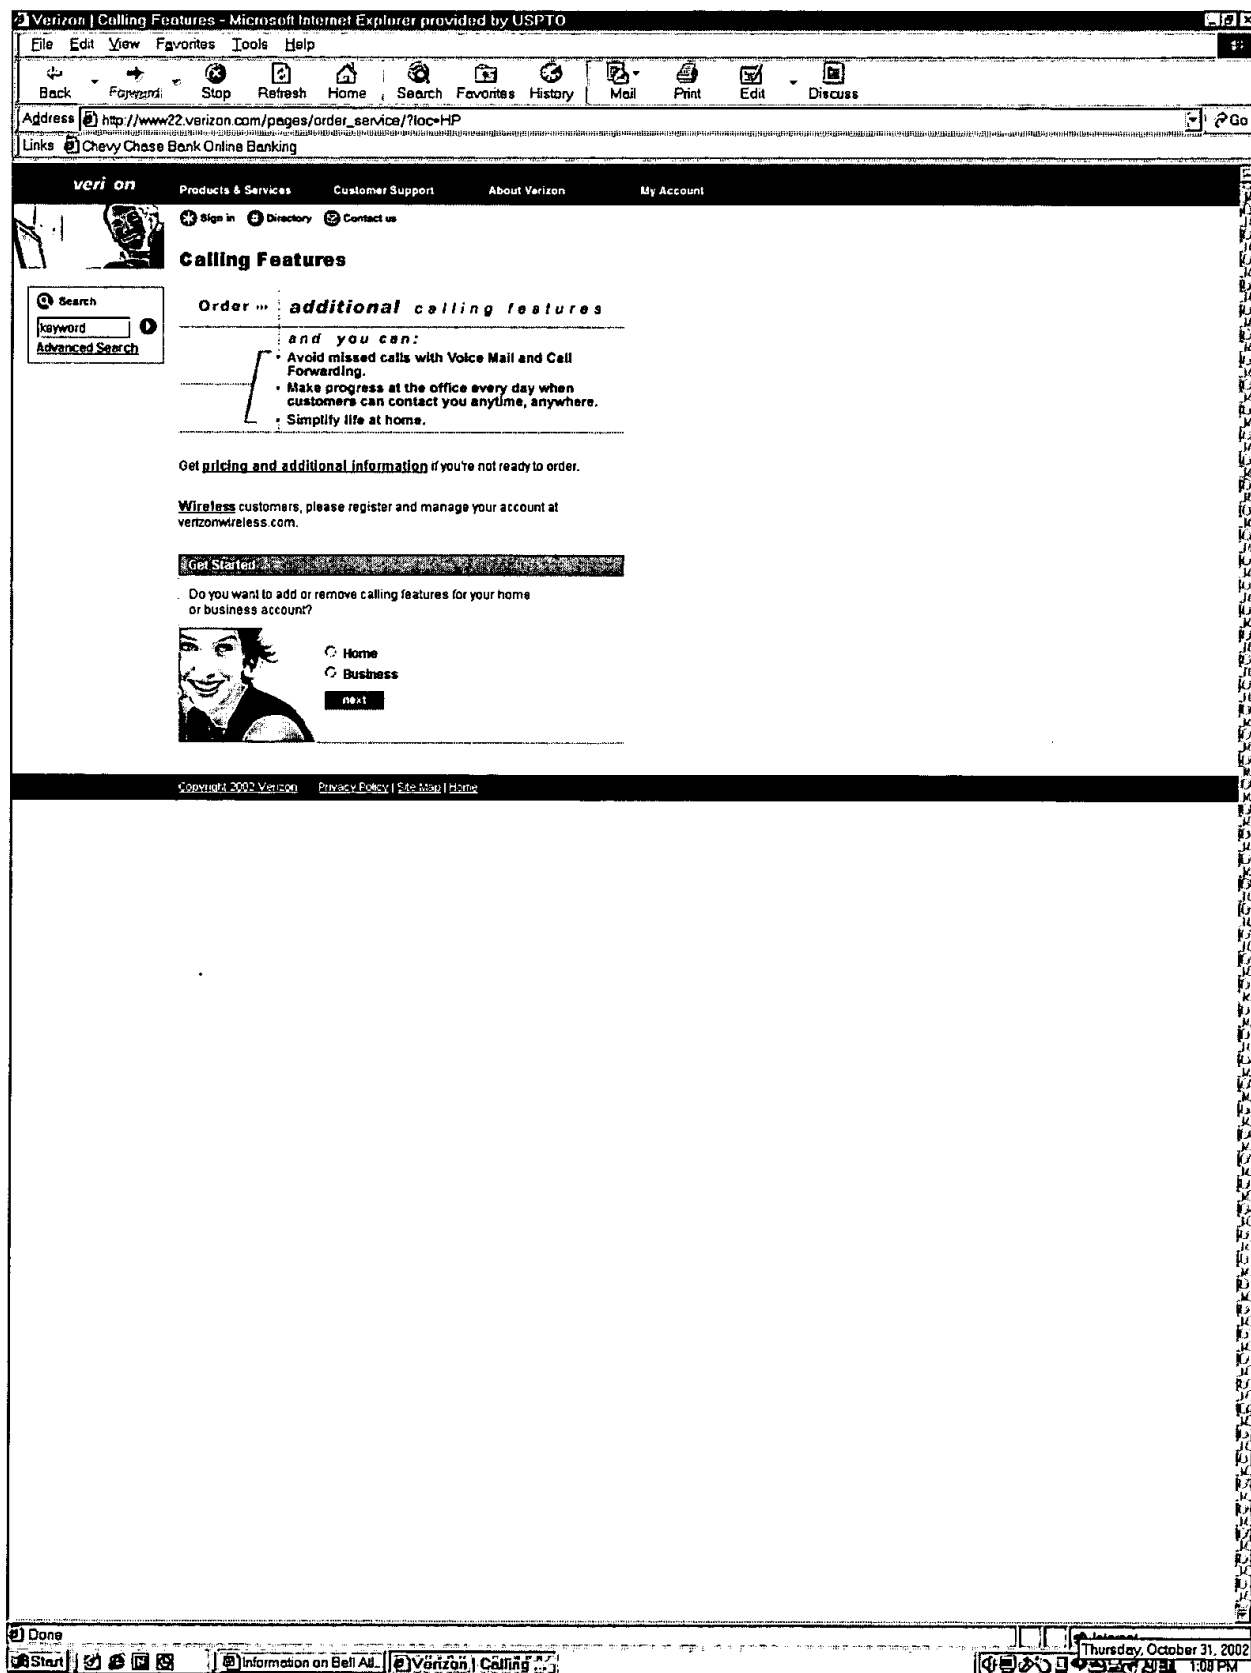 Verizon | Calling Features - Microsoft Internet Explorer provided by USPTO
File Edit View Favorites Tools Help
Back Forward Stop Refresh Home Search Favorites History Mail Print Edit Discuss
Address http://www22.verizon.com/pages/order_service/?loc=HP Go
Links Chevy Chase Bank Online Banking
veri on Products & Services Customer Support About Verizon My Account
Sign in Directory Contact us
Calling Features
Search
keyword
Advanced Search
Order ››› additional calling features
and you can:
• Avoid missed calls with Voice Mail and Call
Forwarding.
• Make progress at the office every day when
customers can contact you anytime, anywhere.
• Simplify life at home.
Get pricing and additional information if you're not ready to order.
Wireless customers, please register and manage your account at
verizonwireless.com.
Get Started
Do you want to add or remove calling features for your home
or business account?
Home
Business
next
Copyright 2002 Verizon Privacy Policy | Site Map | Home
Done
Thursday, October 31, 2002
Start Information on Bell Atl... Verizon | Calling ... 1:08 PM